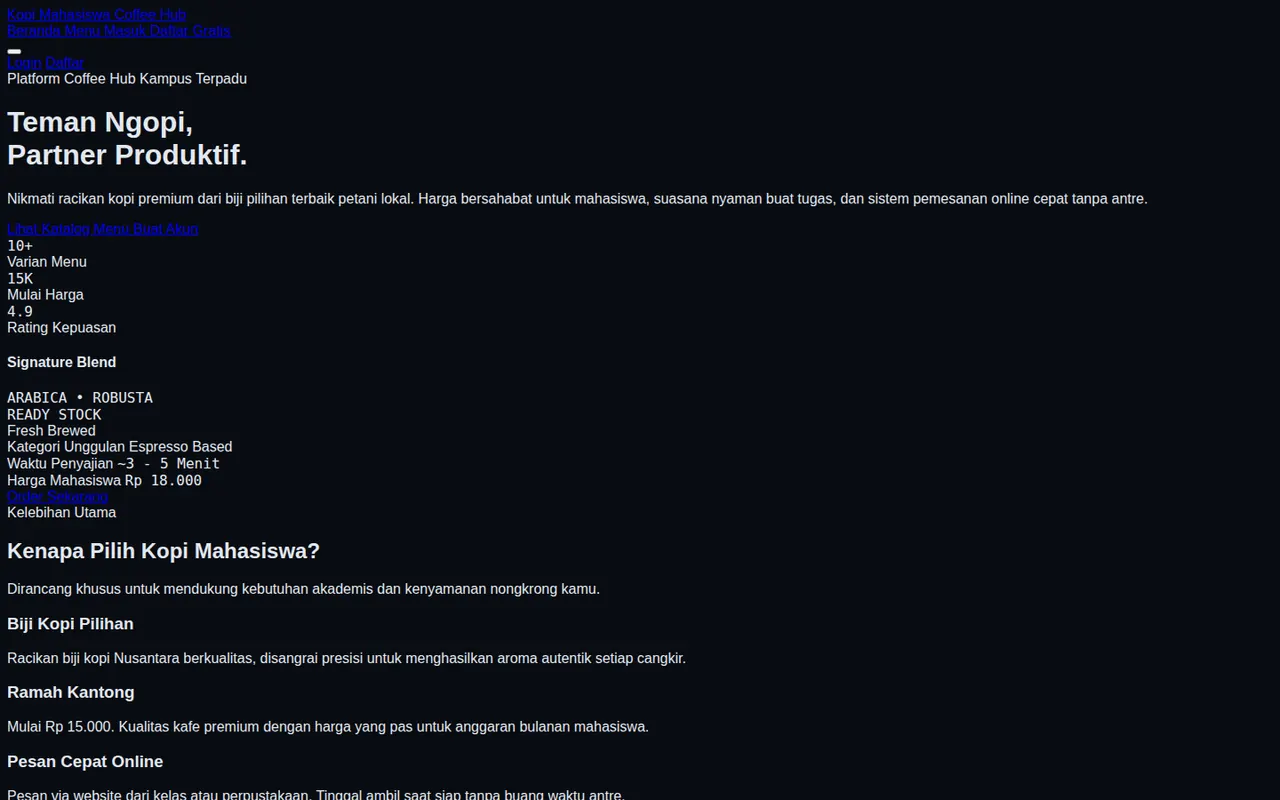 Kopi Mahasiswa Coffee Hub
Beranda Menu Masuk Daftar Gratis
Login Daftar
Platform Coffee Hub Kampus Terpadu
Teman Ngopi,
Partner Produktif.
Nikmati racikan kopi premium dari biji pilihan terbaik petani lokal. Harga bersahabat untuk mahasiswa, suasana nyaman buat tugas, dan sistem pemesanan online cepat tanpa antre.
Lihat Katalog Menu Buat Akun
10+
Varian Menu
15K
Mulai Harga
4.9
Rating Kepuasan
Signature Blend
ARABICA • ROBUSTA
READY STOCK
Fresh Brewed
Kategori Unggulan Espresso Based
Waktu Penyajian ~3 - 5 Menit
Harga Mahasiswa Rp 18.000
Order Sekarang
Kelebihan Utama
Kenapa Pilih Kopi Mahasiswa?
Dirancang khusus untuk mendukung kebutuhan akademis dan kenyamanan nongkrong kamu.
Biji Kopi Pilihan
Racikan biji kopi Nusantara berkualitas, disangrai presisi untuk menghasilkan aroma autentik setiap cangkir.
Ramah Kantong
Mulai Rp 15.000. Kualitas kafe premium dengan harga yang pas untuk anggaran bulanan mahasiswa.
Pesan Cepat Online
Pesan via website dari kelas atau perpustakaan. Tinggal ambil saat siap tanpa buang waktu antre.